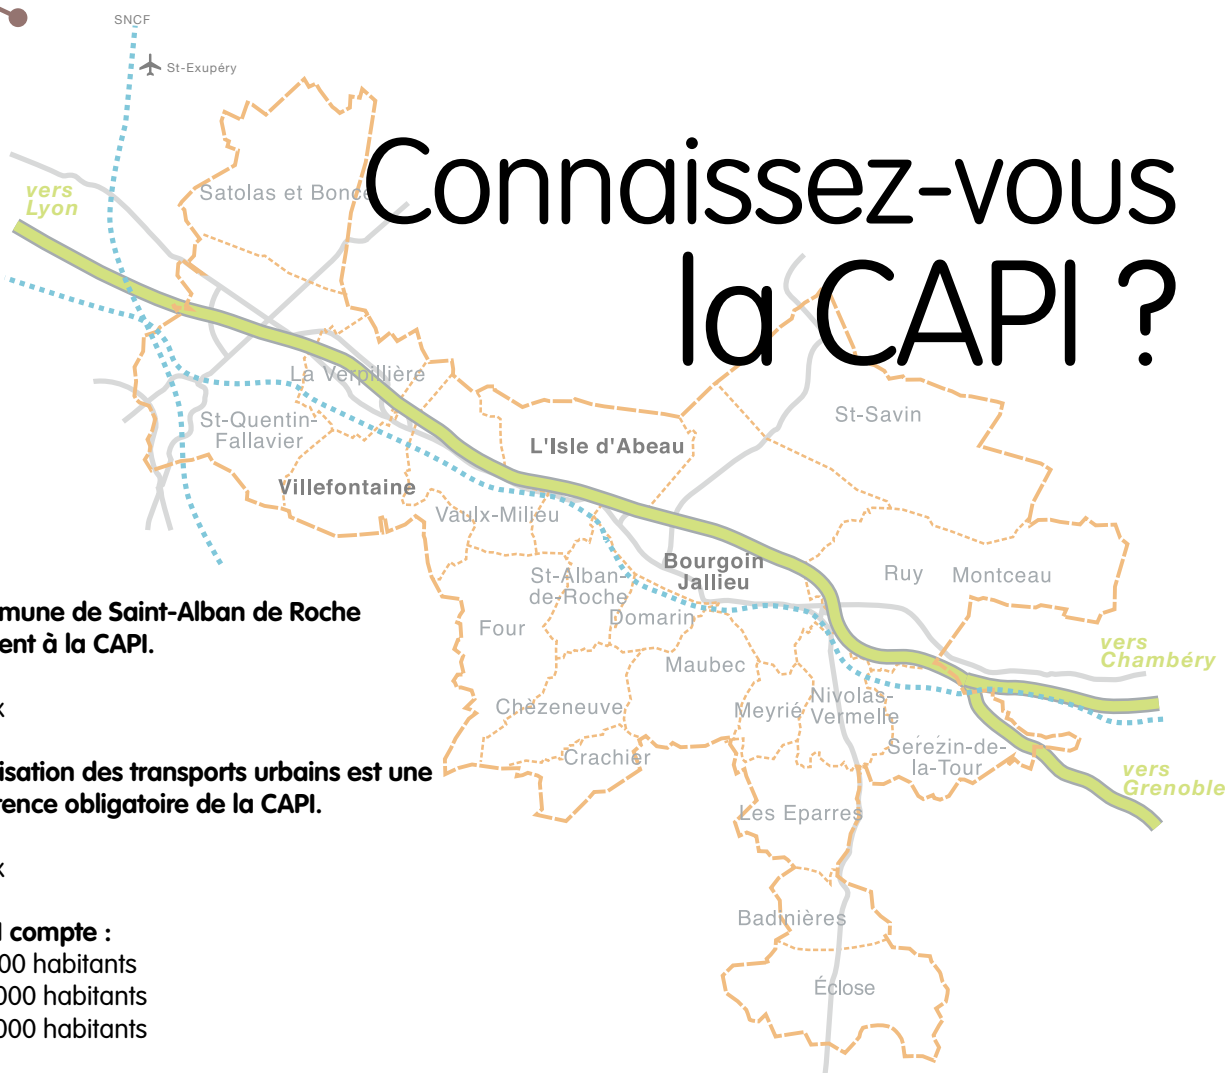 SNCF
St-Exupéry
Connaissez-vous
la CAPI ?
vers
Lyon
Satolas et Bonce
La Verpillière
St-Quentin-
Fallavier
L'Isle d'Abeau
St-Savin
Villefontaine
Vaulx-Milieu
Bourgoin
Jallieu
St-Alban-
de-Roche
Ruy
Montceau
Domarin
Four
Maubec
vers
Chambéry
Chèzeneuve
Meyrié
Nivolas-
Vermelle
Crachier
Serezin-de-
la-Tour
vers
Grenoble
Les Eparres
Badinières
Éclose
mune de Saint-Alban de Roche
ent à la CAPI.
x
isation des transports urbains est une
rence obligatoire de la CAPI.
x
I compte :
00 habitants
000 habitants
000 habitants